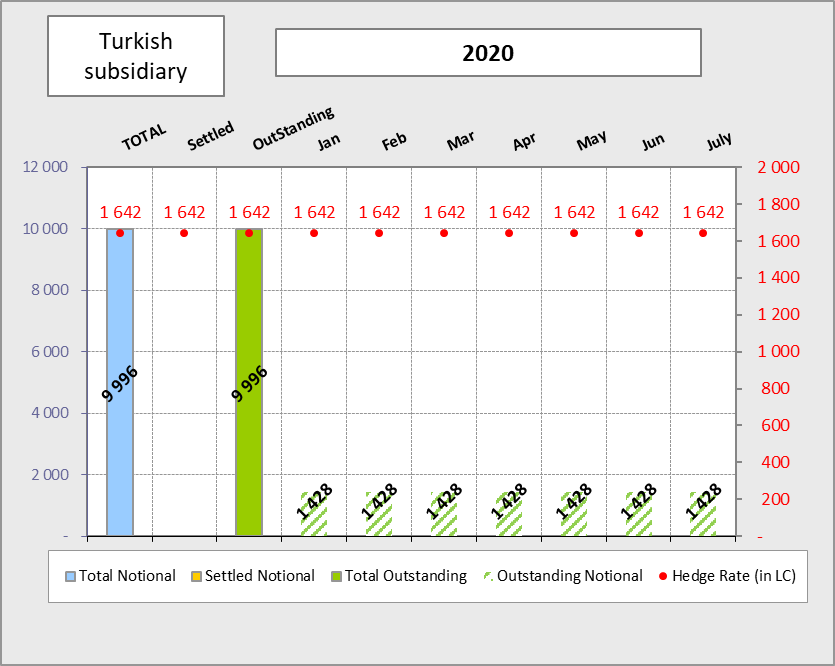 Turkish
subsidiary
2020
TOTAL Settled OutStanding Jan Feb Mar Apr May Jun July
12 000 2 000
1 642 1 642 1 642 1 642 1 642 1 642 1 642 1 642 1 642 1 642
1 800
10 000 1 600
1 400
8 000 1 200
6 000 1 000
9 996 9 996 800
4 000 600
400
2 000
1 428 1 428 1 428 1 428 1 428 1 428 1 428 200
- -
Total Notional Settled Notional Total Outstanding Outstanding Notional Hedge Rate (in LC)